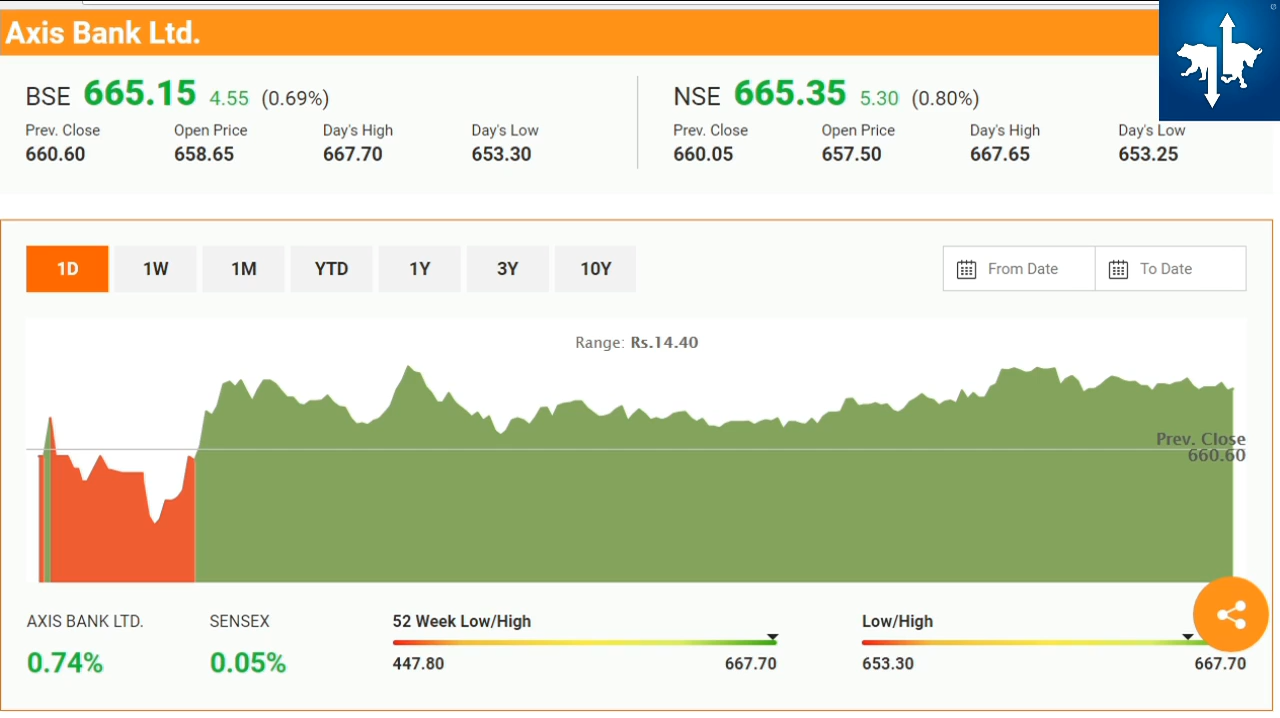 Axis Bank Ltd.
BSE 665.15 4.55 (0.69%)
Prev. Close Open Price Day's High Day's Low
660.60 658.65 667.70 653.30
NSE 665.35 5.30 (0.80%)
Prev. Close Open Price Day's High Day's Low
660.05 657.50 667.65 653.25
1D 1W 1M YTD 1Y 3Y 10Y
From Date To Date
Range: Rs.14.40
Prev. Close
660.60
AXIS BANK LTD. SENSEX 52 Week Low/High Low/High
0.74% 0.05% 447.80 667.70 653.30 667.70